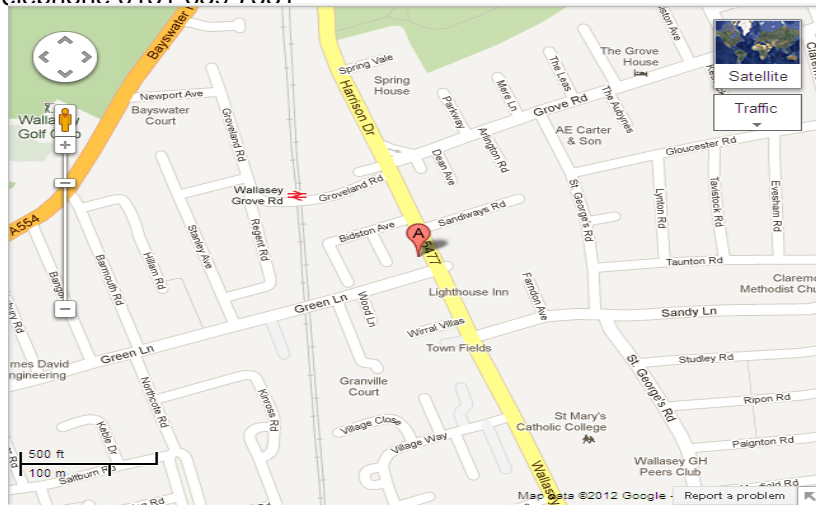 Bayswater
Harrison Dr
Spring Vale
Spring
House
The Grove
House
Satellite
Traffic
Newport Ave
Bayswater
Court
Groveland Rd
Parkway
Mere Ln
The Leas
The Aubynes
Grove Rd
AE Carter
& Son
Gloucester Rd
Arlington Rd
Dean Ave
Wallasey
Grove Rd
Groveland Rd
Sandiways Rd
St. George's Rd
Lynton Rd
Tavistock Rd
Evesham Rd
A554
Stanley Ave
Regent Rd
Bidston Ave
A
Taunton Rd
Hillam Rd
Barmouth Rd
Green Ln
Wood Ln
Lighthouse Inn
Farndon Ave
Sandy Ln
Wirral Villas
Town Fields
Green Ln
Granville
Court
St. George's Rd
Studley Rd
Northcote Rd
Kinross Rd
Ripon Rd
Keble Dr
Village Close
Village Way
St Mary's
Catholic College
Paignton Rd
500 ft
100 m
Saltburn Rd
Wallasey GH
Peers Club
Map data ©2012 Google -
Report a problem